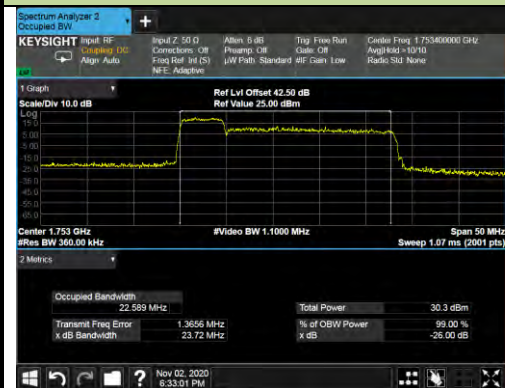 Spectrum Analyzer 2
Occupied BW
+
KEYSIGHT Input: RF Input Z: 50 Ω Atten: 6 dB Trig: Free Run Center Freq: 1.753400000 GHz
Coupling: DC Corrections: Off Preamp: Off Gate: Off Avg|Hold:>10/10
Align: Auto Freq Ref: Int (S) µW Path: Standard #IF Gain: Low Radio Std: None
NFE: Adaptive
1 Graph
Scale/Div 10.0 dB Ref Lvl Offset 42.50 dB
Ref Value 25.00 dBm
Log
15.0
5.00
-5.00
-15.0
-25.0
-35.0
-45.0
-55.0
-65.0
Center 1.753 GHz #Video BW 1.1000 MHz Span 50 MHz
#Res BW 360.00 kHz Sweep 1.07 ms (2001 pts)
2 Metrics
Occupied Bandwidth
22.589 MHz Total Power 30.3 dBm
Transmit Freq Error 1.3656 MHz % of OBW Power 99.00 %
x dB Bandwidth 23.72 MHz x dB -26.00 dB
? Nov 02, 2020
6:33:01 PM